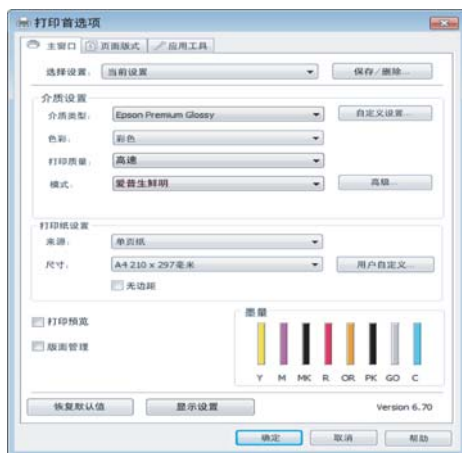 打印首选项
主窗口 页面版式 应用工具
选择设置: 当前设置 保存/删除...
介质设置
介质类型: Epson Premium Glossy 自定义设置...
色彩: 彩色
打印质量: 高速
模式: 爱普生鲜明 高级...
打印纸设置
来源: 单页纸
尺寸: A4 210 x 297毫米 用户自定义...
无边距
打印预览
版面管理
墨量
Y M MK R OR PK GO C
恢复默认值 显示设置 Version 6.70
确定 取消 帮助